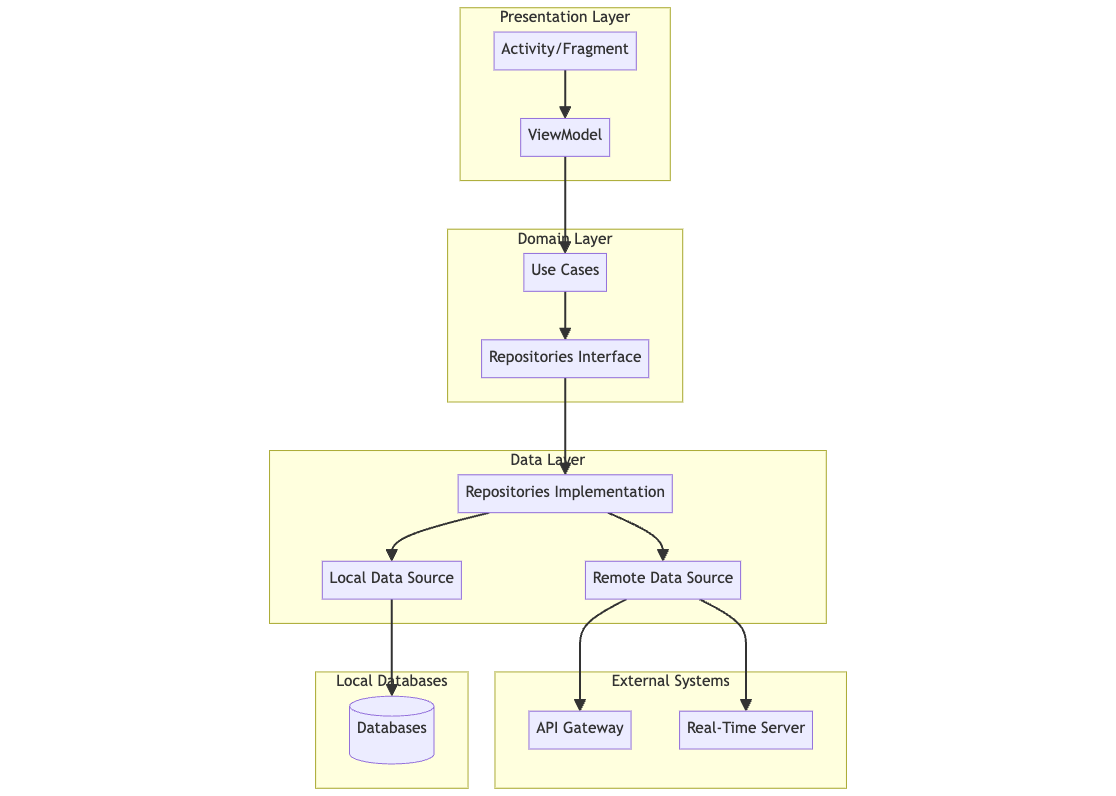 Presentation Layer
Activity/Fragment
ViewModel
Domain Layer
Use Cases
Repositories Interface
Data Layer
Repositories Implementation
Local Data Source
Remote Data Source
Local Databases
External Systems
Databases
API Gateway
Real-Time Server